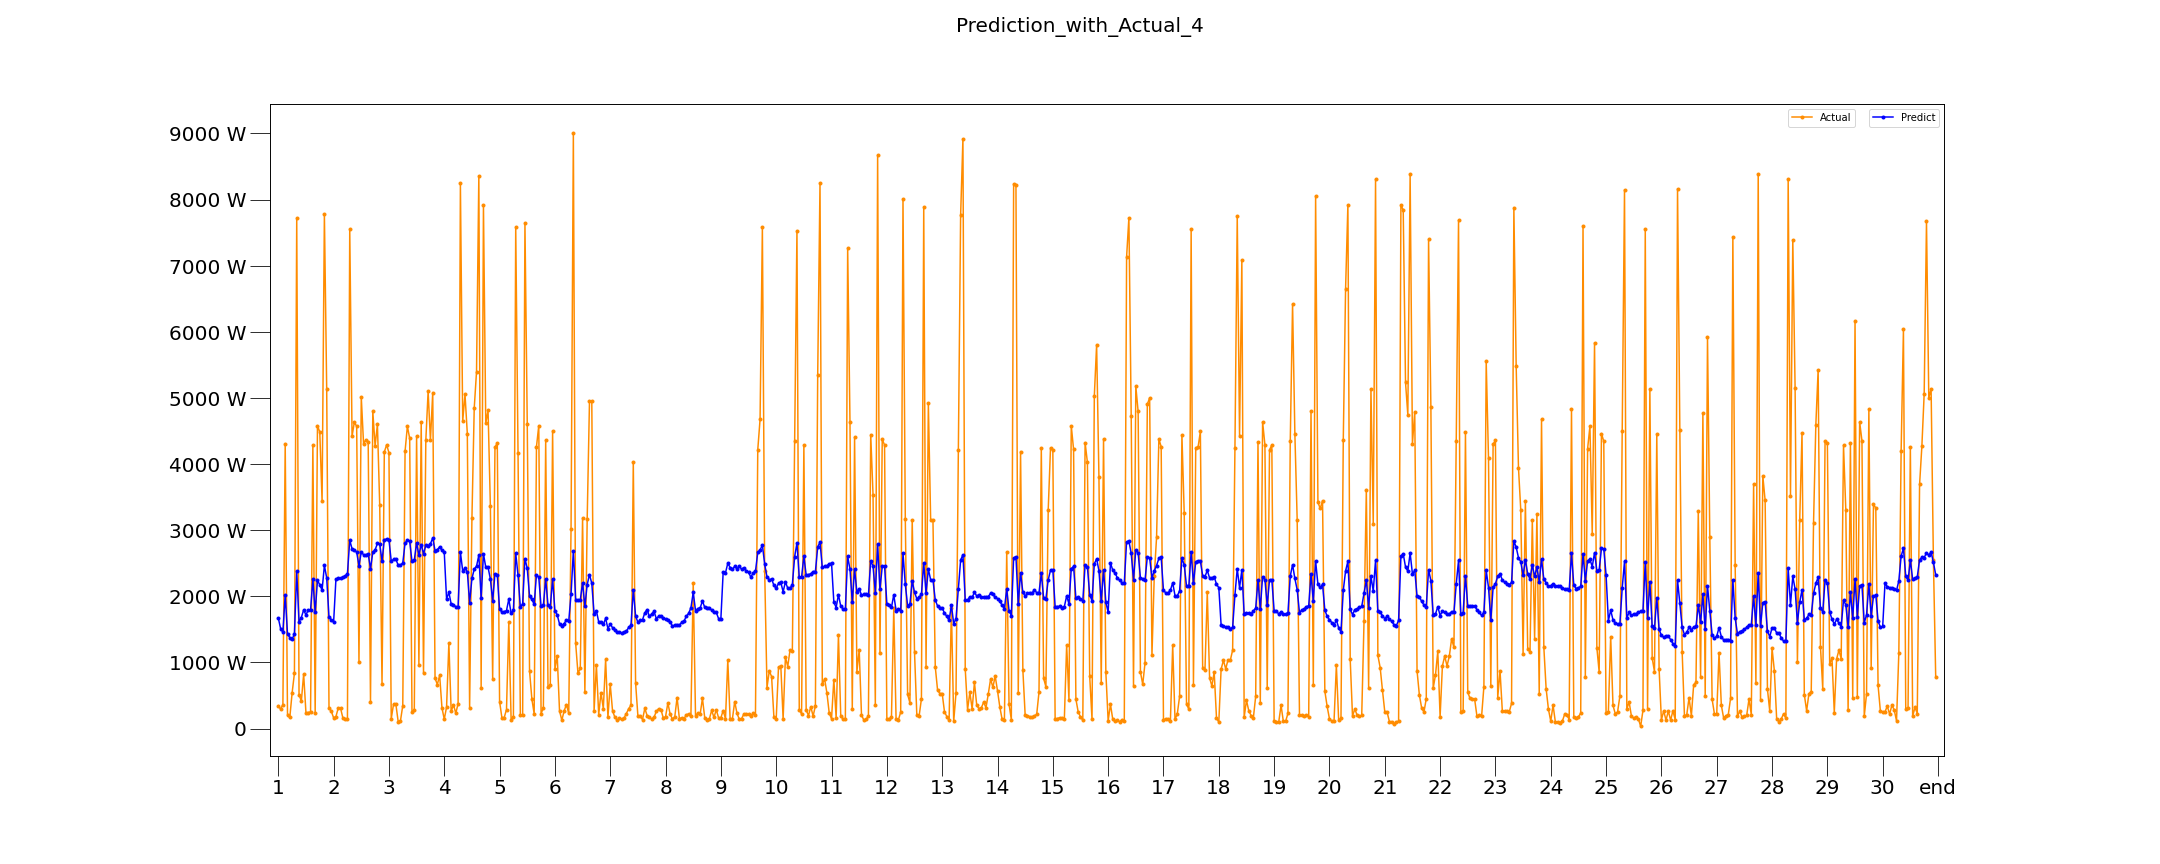 Prediction_with_Actual_4
Actual Predict
9000 W
8000 W
7000 W
6000 W
5000 W
4000 W
3000 W
2000 W
1000 W
0
1 2 3 4 5 6 7 8 9 10 11 12 13 14 15 16 17 18 19 20 21 22 23 24 25 26 27 28 29 30 end